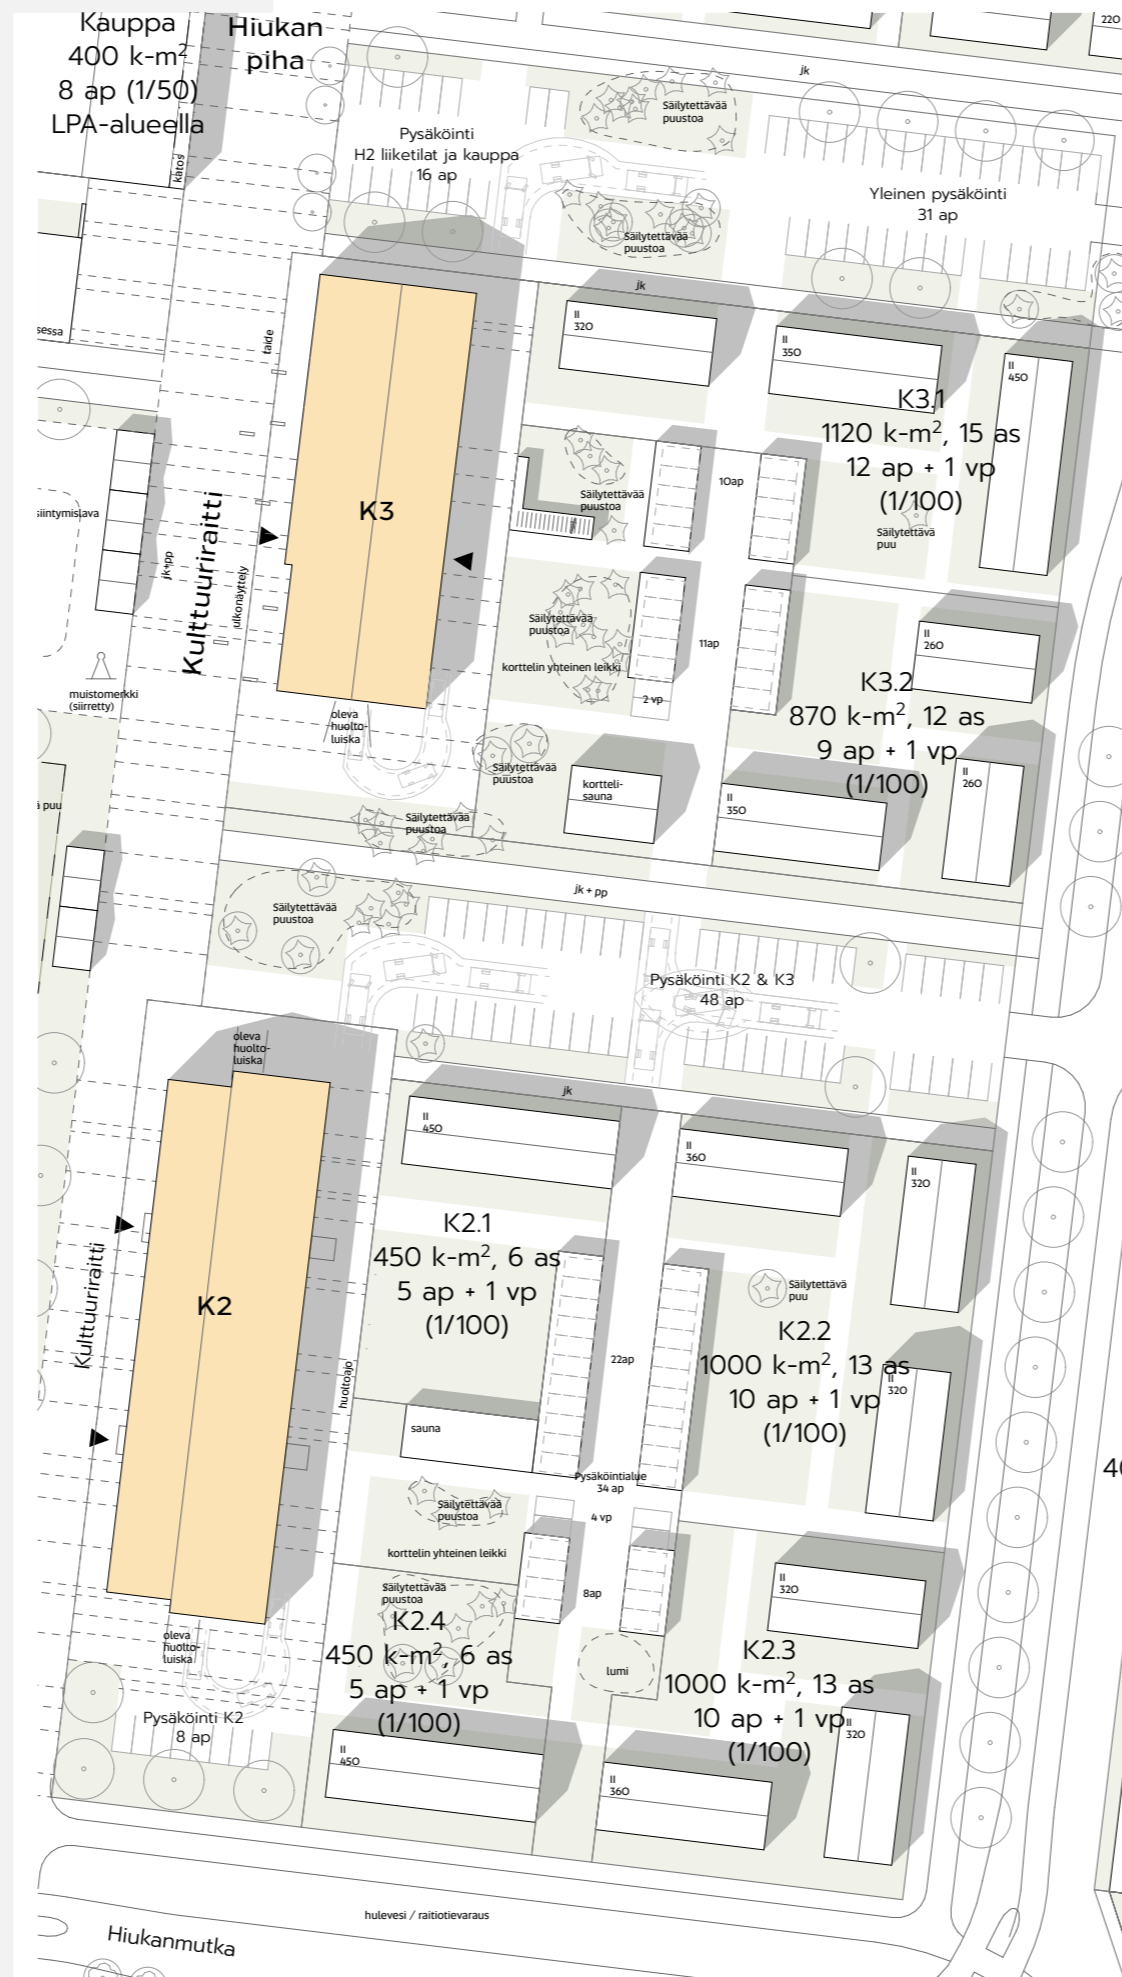 Kauppa
400 k-m²
8 ap (1/50)
LPA-alueella
Hiukan
piha
220
jk
katos
Säilytettävää
puustoa
Pysäköinti
H2 liiketilat ja kauppa
16 ap
Yleinen pysäköinti
31 ap
Säilytettävää
puustoa
jk
taide
II
320
II
350
II
450
K3.1
1120 k-m², 15 as
12 ap + 1 vp
(1/100)
Säilytettävä
puu
10ap
Säilytettävää
puustoa
K3
Kulttuuriraitti
jk+pp
ulkonäyttely
Säilytettävää
puustoa
korttelin yhteinen leikki
11ap
2 vp
II
260
K3.2
870 k-m², 12 as
9 ap + 1 vp
(1/100)
muistomerkki
(siirretty)
oleva
huolto-
luiska
Säilytettävää
puustoa
kortteli-
sauna
II
350
II
260
ä puu
Säilytettävää
puustoa
jk + pp
Säilytettävää
puustoa
Pysäköinti K2 & K3
48 ap
oleva
huolto-
luiska
jk
II
450
II
360
II
320
K2.1
450 k-m², 6 as
5 ap + 1 vp
(1/100)
Kulttuuriraitti
K2
huoltoajo
Säilytettävä
puu
K2.2
1000 k-m², 13 as
10 ap + 1 vp
(1/100)
22ap
II
320
sauna
Pysäköintialue
34 ap
Säilytettävää
puustoa
4 vp
korttelin yhteinen leikki
Säilytettävää
puustoa
8ap
II
320
K2.4
450 k-m², 6 as
5 ap + 1 vp
(1/100)
oleva
huolto-
luiska
lumi
K2.3
1000 k-m², 13 as
10 ap + 1 vp
(1/100)
II
320
Pysäköinti K2
8 ap
II
450
II
360
hulevesi / raitiotievaraus
Hiukanmutka